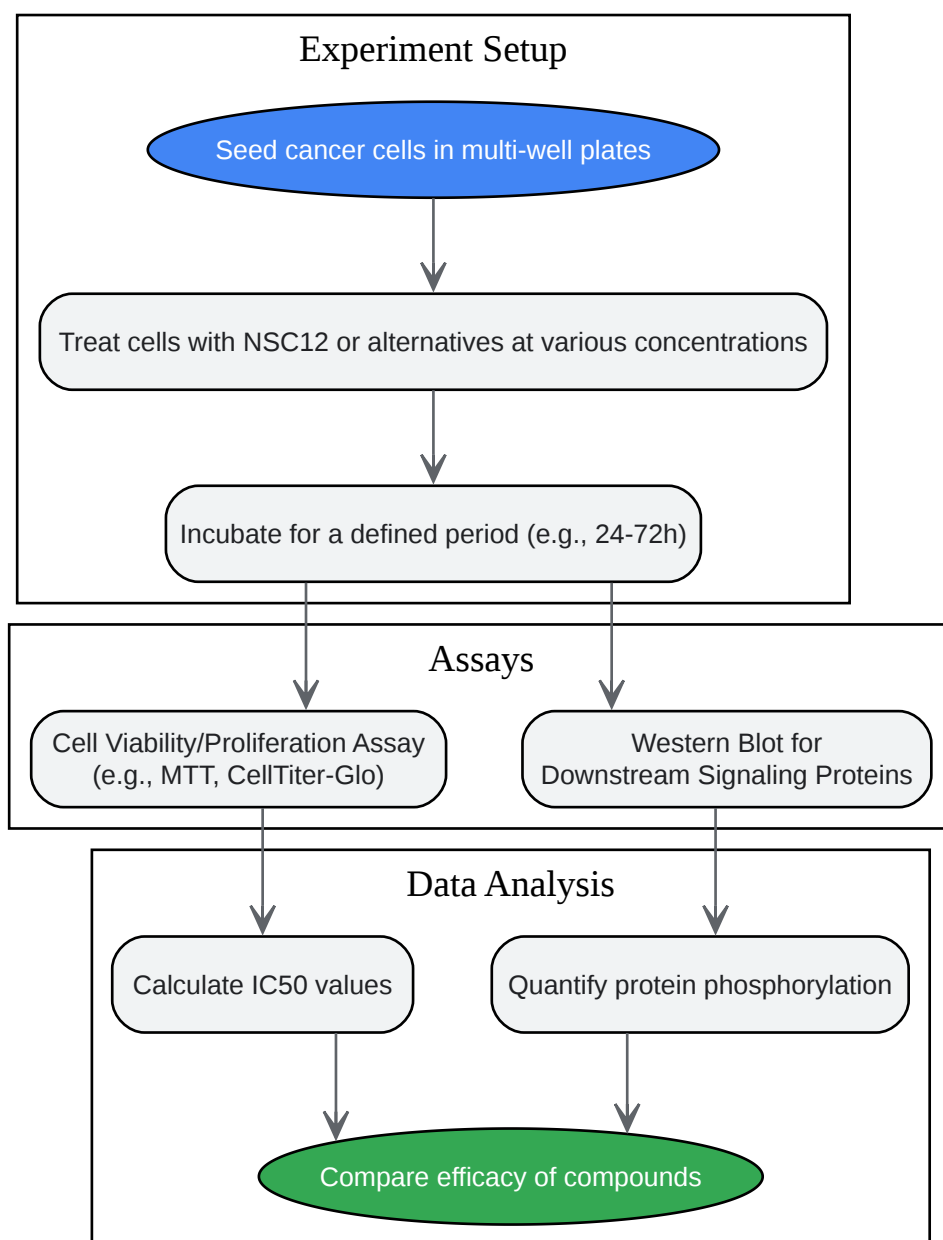 Experiment Setup
Seed cancer cells in multi-well plates
Treat cells with NSC12 or alternatives at various concentrations
Incubate for a defined period (e.g., 24-72h)
Assays
Cell Viability/Proliferation Assay
(e.g., MTT, CellTiter-Glo)
Western Blot for
Downstream Signaling Proteins
Data Analysis
Calculate IC50 values
Quantify protein phosphorylation
Compare efficacy of compounds